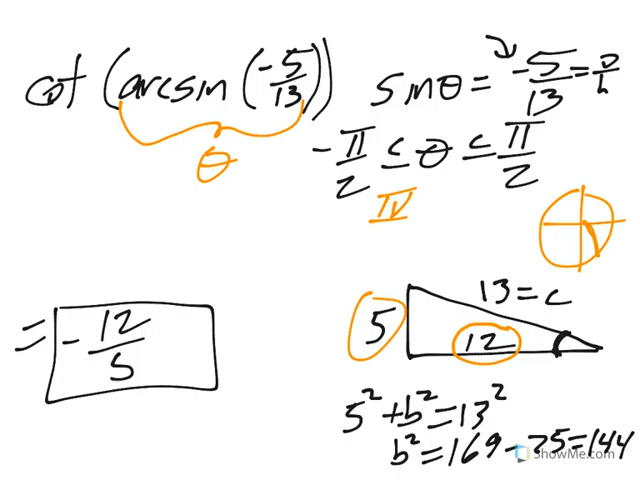 cot (arcsin (-5/13))
θ
sinθ = -5/13 = o/h
-π/2 ≤ θ ≤ π/2
IV
13 = c
5
12
= -12/5
5² + b² = 13²
b² = 169 - 25 = 144
ShowMe.com